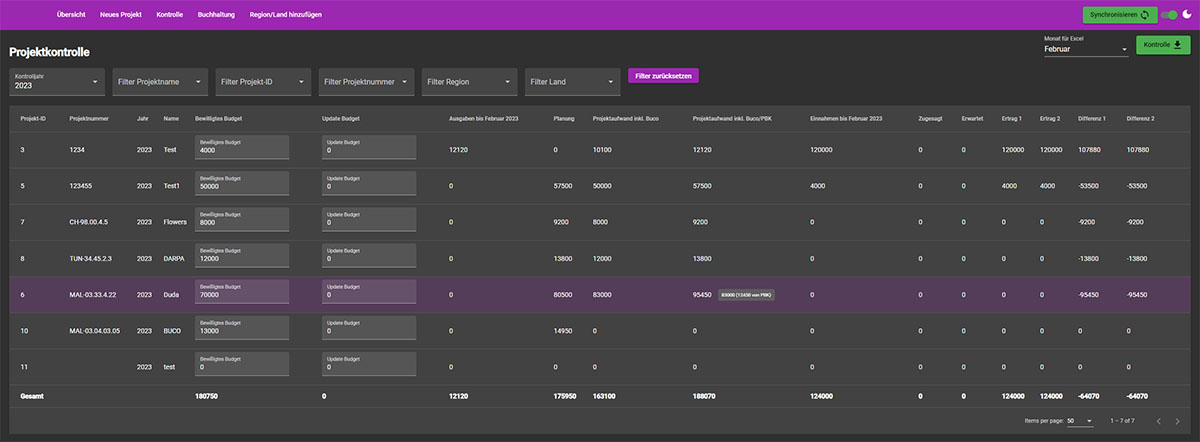 Übersicht Neues Projekt Kontrolle Buchhaltung Region/Land hinzufügen Synchronisieren
Projektkontrolle
Monat für Excel
Februar
Kontrolle
Kontrolljahr
2023
Filter Projektname
Filter Projekt-ID
Filter Projektnummer
Filter Region
Filter Land
Filter zurücksetzen
Projekt-ID Projektnummer Jahr Name Bewilligtes Budget Update Budget Ausgaben bis Februar 2023 Planung Projektaufwand inkl. Buco Projektaufwand inkl. Buco/PBK Einnahmen bis Februar 2023 Zugesagt Erwartet Ertrag 1 Ertrag 2 Differenz 1 Differenz 2
Bewilligtes Budget Update Budget
3 1234 2023 Test 4000 0 12120 0 10100 12120 120000 0 0 120000 120000 107880 107880
Bewilligtes Budget Update Budget
5 123455 2023 Test1 50000 0 0 57500 50000 57500 4000 0 0 4000 4000 -53500 -53500
Bewilligtes Budget Update Budget
7 CH-98.00.4.5 2023 Flowers 8000 0 0 9200 8000 9200 0 0 0 0 0 -9200 -9200
Bewilligtes Budget Update Budget
8 TUN-34.45.2.3 2023 DARPA 12000 0 0 13800 12000 13800 0 0 0 0 0 -13800 -13800
Bewilligtes Budget Update Budget
6 MAL-03.33.4.22 2023 Duda 70000 0 0 80500 83000 95450 83000 (12450 von PBK) 0 0 0 0 0 -95450 -95450
Bewilligtes Budget Update Budget
10 MAL-03.04.03.05 2023 BUCO 13000 0 0 14950 0 0 0 0 0 0 0 0 0
Bewilligtes Budget Update Budget
11 2023 test 0 0 0 0 0 0 0 0 0 0 0 0 0
Gesamt 180750 0 12120 175950 163100 188070 124000 0 0 124000 124000 -64070 -64070
Items per page: 50 1 – 7 of 7